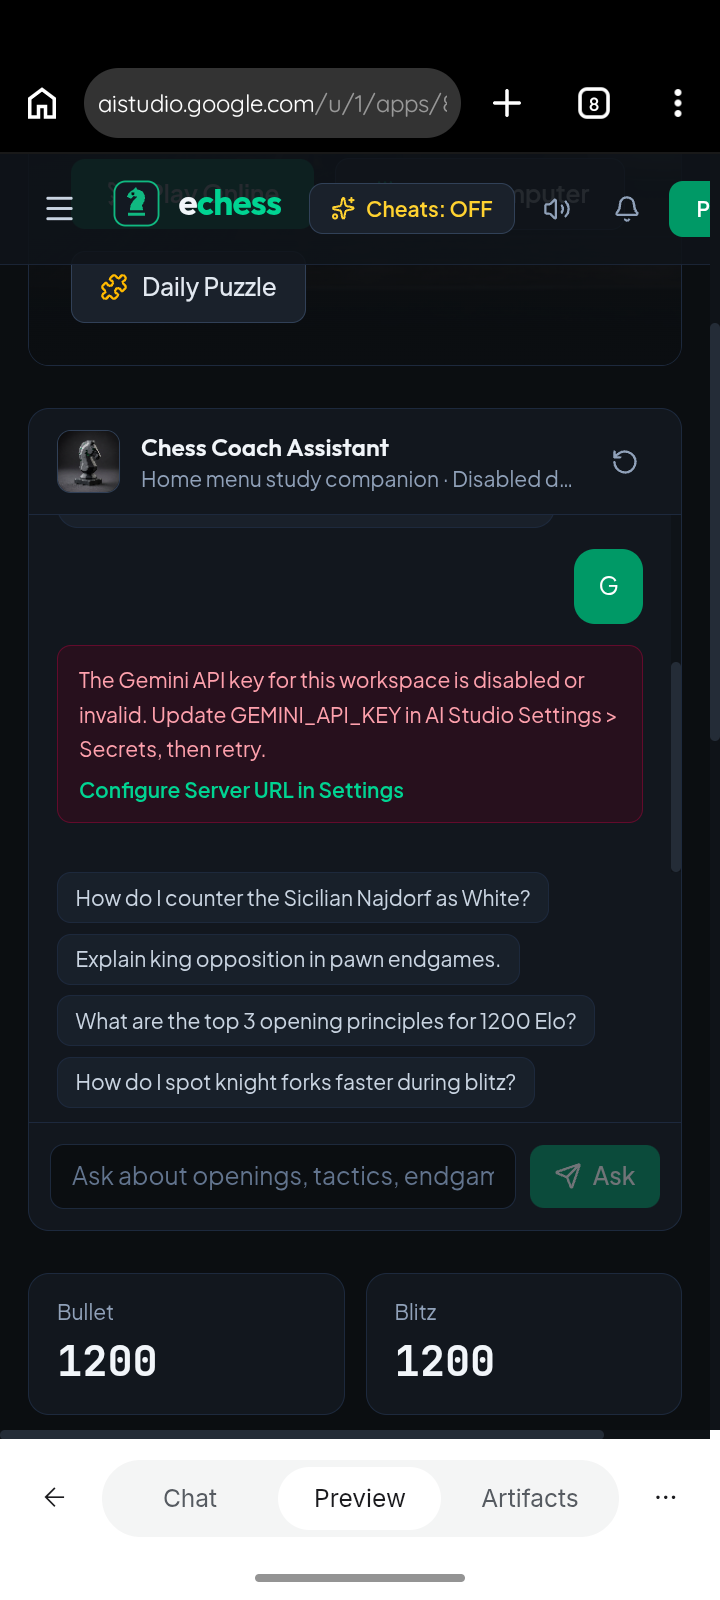 aistudio.google.com/u/1/apps/
8
Play Online
echess
Cheats: OFF
mputer
P
Daily Puzzle
Chess Coach Assistant
Home menu study companion · Disabled d...
G
The Gemini API key for this workspace is disabled or
invalid. Update GEMINI_API_KEY in AI Studio Settings >
Secrets, then retry.
Configure Server URL in Settings
How do I counter the Sicilian Najdorf as White?
Explain king opposition in pawn endgames.
What are the top 3 opening principles for 1200 Elo?
How do I spot knight forks faster during blitz?
Ask about openings, tactics, endgam
Ask
Bullet
Blitz
1200
1200
Chat
Preview
Artifacts